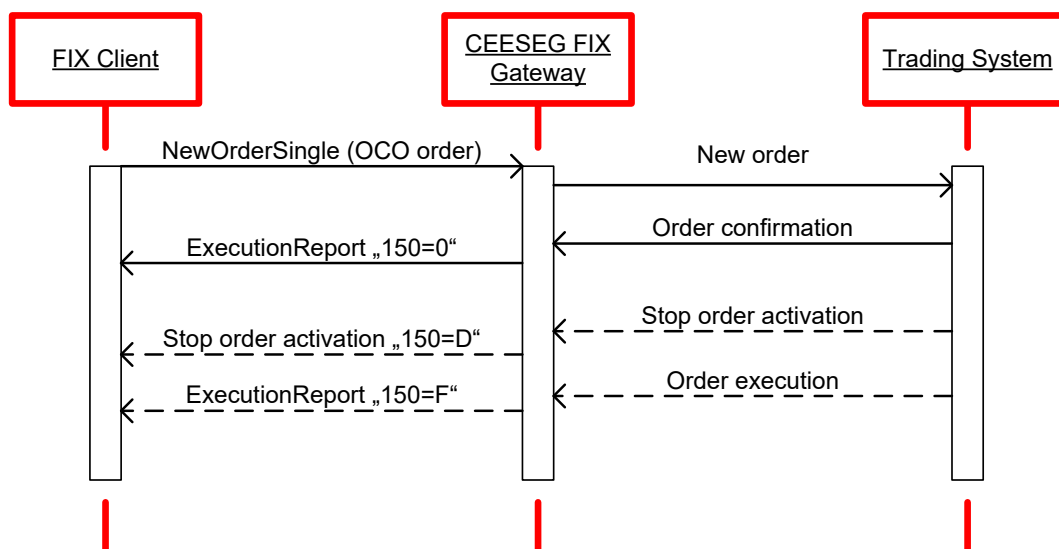 FIX Client
CEESEG FIX
Gateway
Trading System
NewOrderSingle (OCO order)
New order
Order confirmation
ExecutionReport „150=0“
Stop order activation
Stop order activation „150=D“
Order execution
ExecutionReport „150=F“